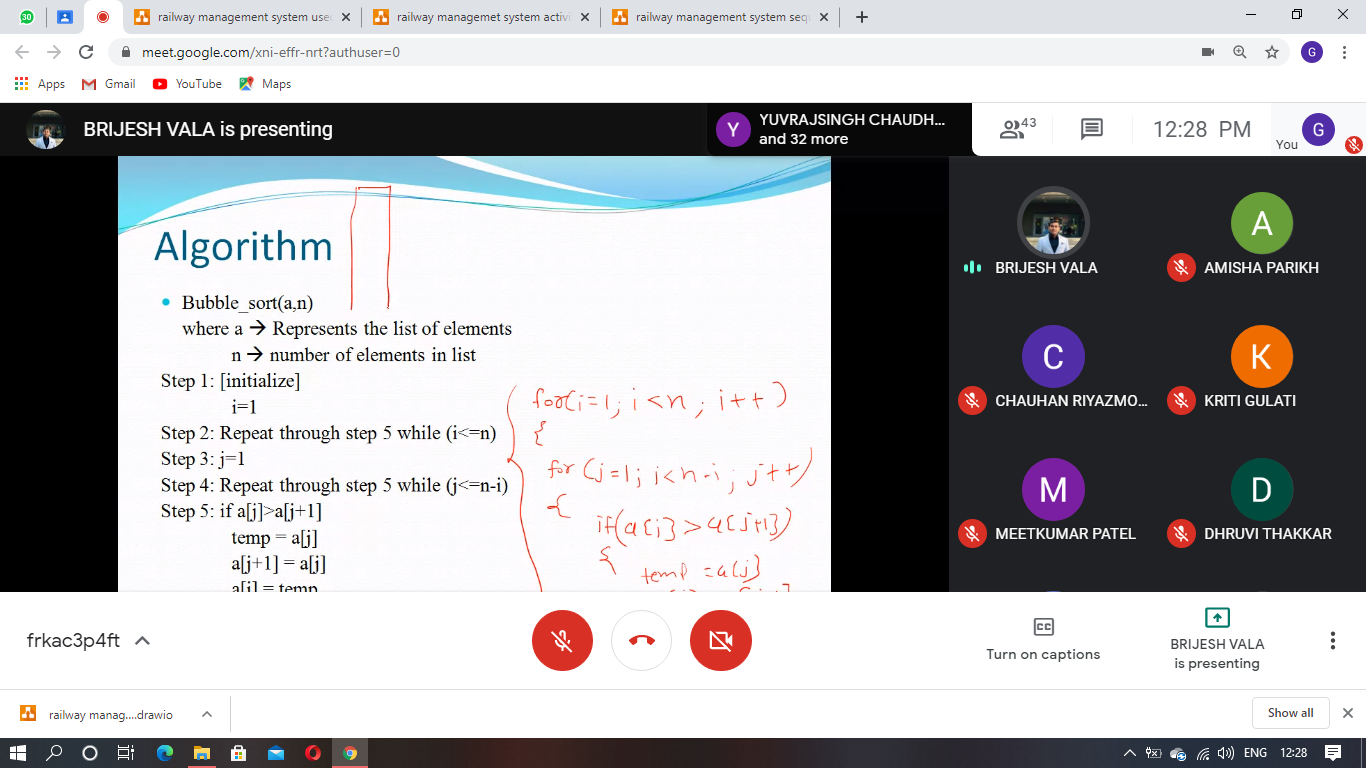 30
railway management system use
railway managemet system activi
railway management system seq
meet.google.com/xni-effr-nrt?authuser=0
G
Apps
Gmail
YouTube
Maps
BRIJESH VALA is presenting
Y
YUVRAJSINGH CHAUDH...
and 32 more
43
12:28 PM
You
G
Algorithm
Bubble_sort(a,n)
where a → Represents the list of elements
n → number of elements in list
Step 1: [initialize]
i=1
Step 2: Repeat through step 5 while (i<=n)
Step 3: j=1
Step 4: Repeat through step 5 while (j<=n-i)
Step 5: if a[j]>a[j+1]
temp = a[j]
a[j+1] = a[j]
a[j] = temp
for(i=1; i<n; i++)
{
for(j=1; i<n-i; j++)
{
if(a[j]>a[j+1])
{
temp = a[j]
BRIJESH VALA
A
AMISHA PARIKH
C
CHAUHAN RIYAZMO...
K
KRITI GULATI
M
MEETKUMAR PATEL
D
DHRUVI THAKKAR
frkac3p4ft
CC
Turn on captions
BRIJESH VALA
is presenting
railway manag....drawio
Show all
ENG
12:28